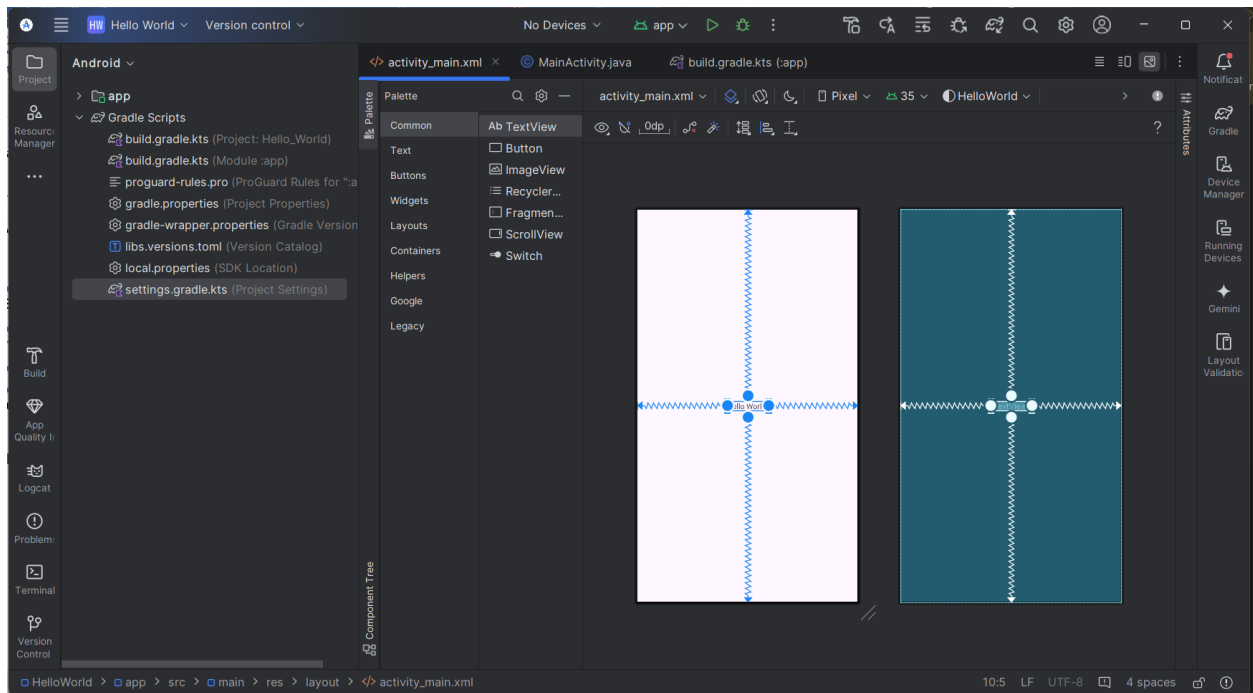 HW Hello World Version control No Devices app
Project
Resourc
Manager
Build
App
Quality I
Logcat
Problem
Terminal
Version
Control
Android
app
Gradle Scripts
build.gradle.kts (Project: Hello_World)
build.gradle.kts (Module :app)
proguard-rules.pro (ProGuard Rules for ":a
gradle.properties (Project Properties)
gradle-wrapper.properties (Gradle Version
libs.versions.toml (Version Catalog)
local.properties (SDK Location)
settings.gradle.kts (Project Settings)
activity_main.xml MainActivity.java build.gradle.kts (:app)
Palette
Component Tree
Palette
Common
Text
Buttons
Widgets
Layouts
Containers
Helpers
Google
Legacy
Ab TextView
Button
ImageView
Recycler...
Fragmen...
ScrollView
Switch
activity_main.xml Pixel 35 HelloWorld
0dp
?
llo Worl
TextView
Attributes
Notificat
Gradle
Device
Manager
Running
Devices
Gemini
Layout
Validatio
HelloWorld > app > src > main > res > layout > activity_main.xml 10:5 LF UTF-8 4 spaces